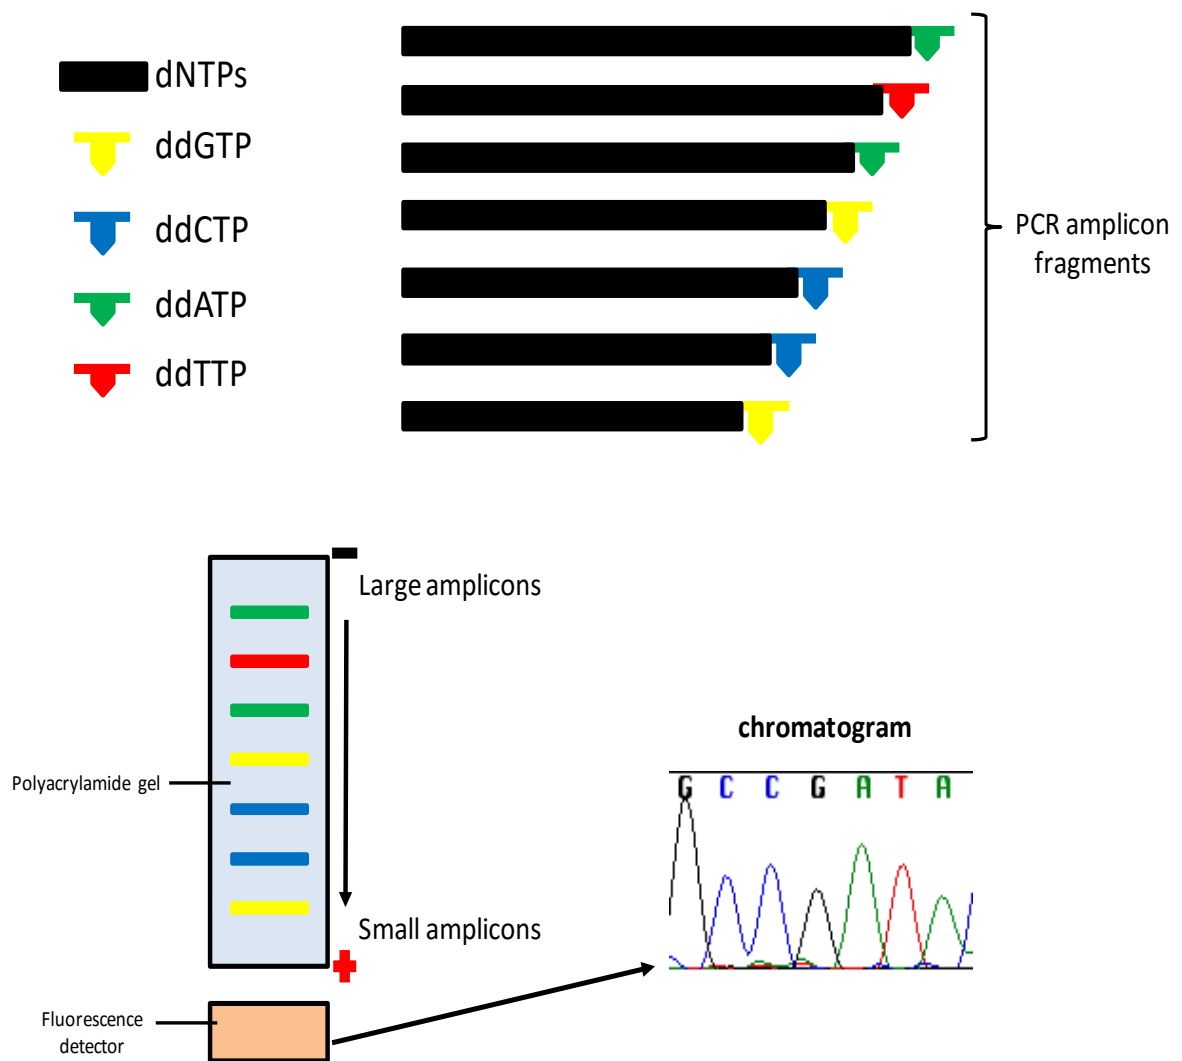 dNTPs
ddGTP
ddCTP
ddATP
ddTTP
PCR amplicon
fragments
Large amplicons
Polyacrylamide gel
Small amplicons
Fluorescence
detector
chromatogram
G C C G A T A